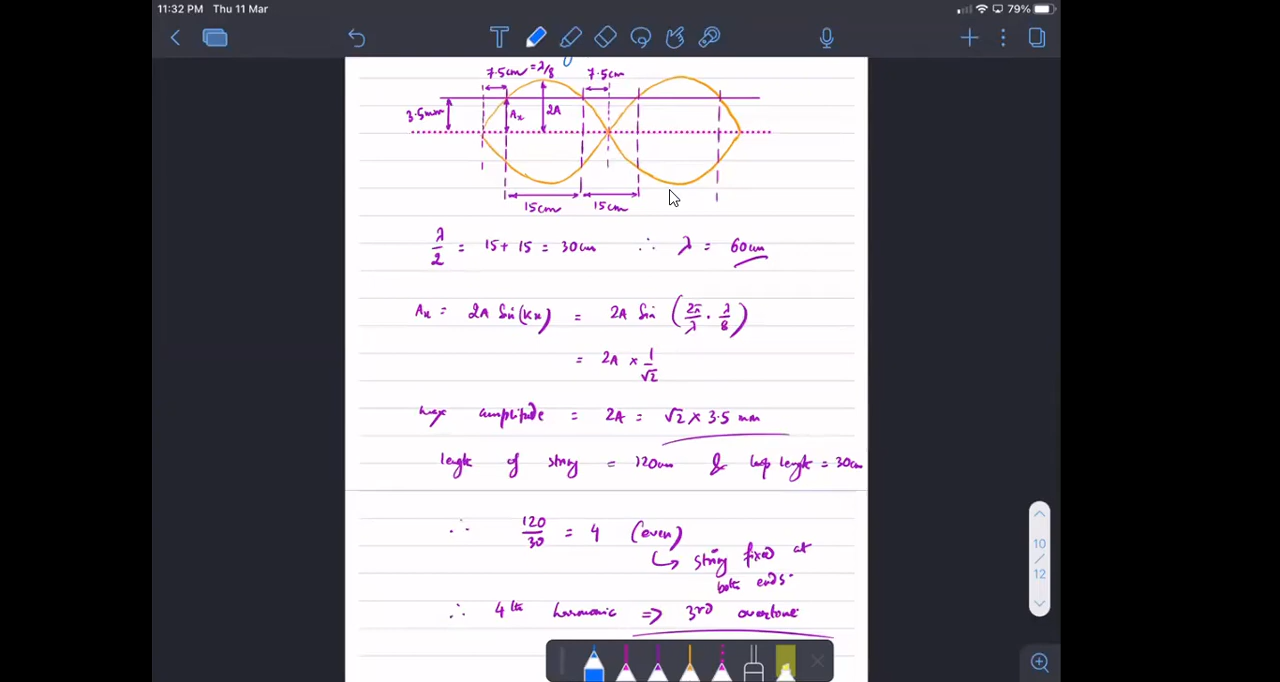 11:32 PM Thu 11 Mar
79%
T
7.5cm = λ/8
7.5cm
3.5mm
Ax
2A
15cm
15cm
λ/2 = 15 + 15 = 30cm ∴ λ = 60cm
Ax = 2A Sin(Kx) = 2A Sin (2π/λ · λ/8)
= 2A × 1/√2
max amplitude = 2A = √2 × 3.5 mm
length of string = 120cm & loop length = 30cm
∴ 120/30 = 4 (even)
↳ string fixed at
both ends.
∴ 4th harmonic => 3rd overtone
10
/
12